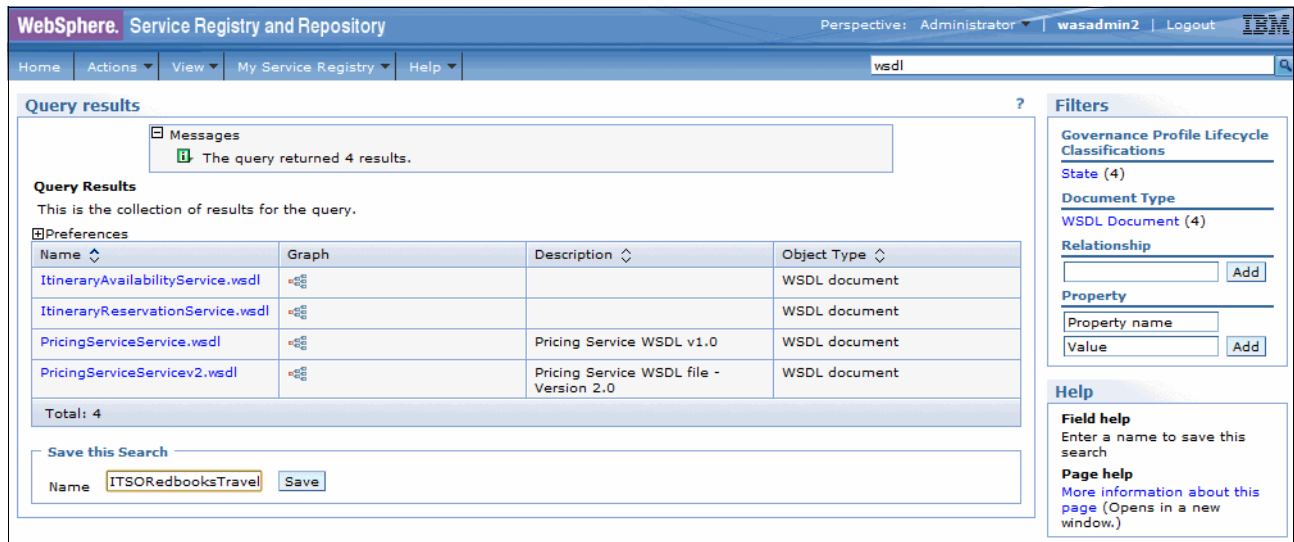 WebSphere. Service Registry and Repository Perspective: Administrator | wasadmin2 | Logout IBM
Home Actions View My Service Registry Help wsdl
Query results ?
Messages
The query returned 4 results.
Query Results
This is the collection of results for the query.
Preferences
Name Graph Description Object Type
ItineraryAvailabilityService.wsdl WSDL document
ItineraryReservationService.wsdl WSDL document
PricingServiceService.wsdl Pricing Service WSDL v1.0 WSDL document
PricingServiceServicev2.wsdl Pricing Service WSDL file - WSDL document
Version 2.0
Total: 4
Save this Search
Name ITSORedbooksTravel Save
Filters
Governance Profile Lifecycle
Classifications
State (4)
Document Type
WSDL Document (4)
Relationship
Add
Property
Property name
Value Add
Help
Field help
Enter a name to save this
search
Page help
More information about this
page (Opens in a new
window.)